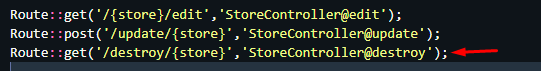 Route::get('/{store}/edit','StoreController@edit');
Route::post('/update/{store}','StoreController@update');
Route::get('/destroy/{store}','StoreController@destroy');